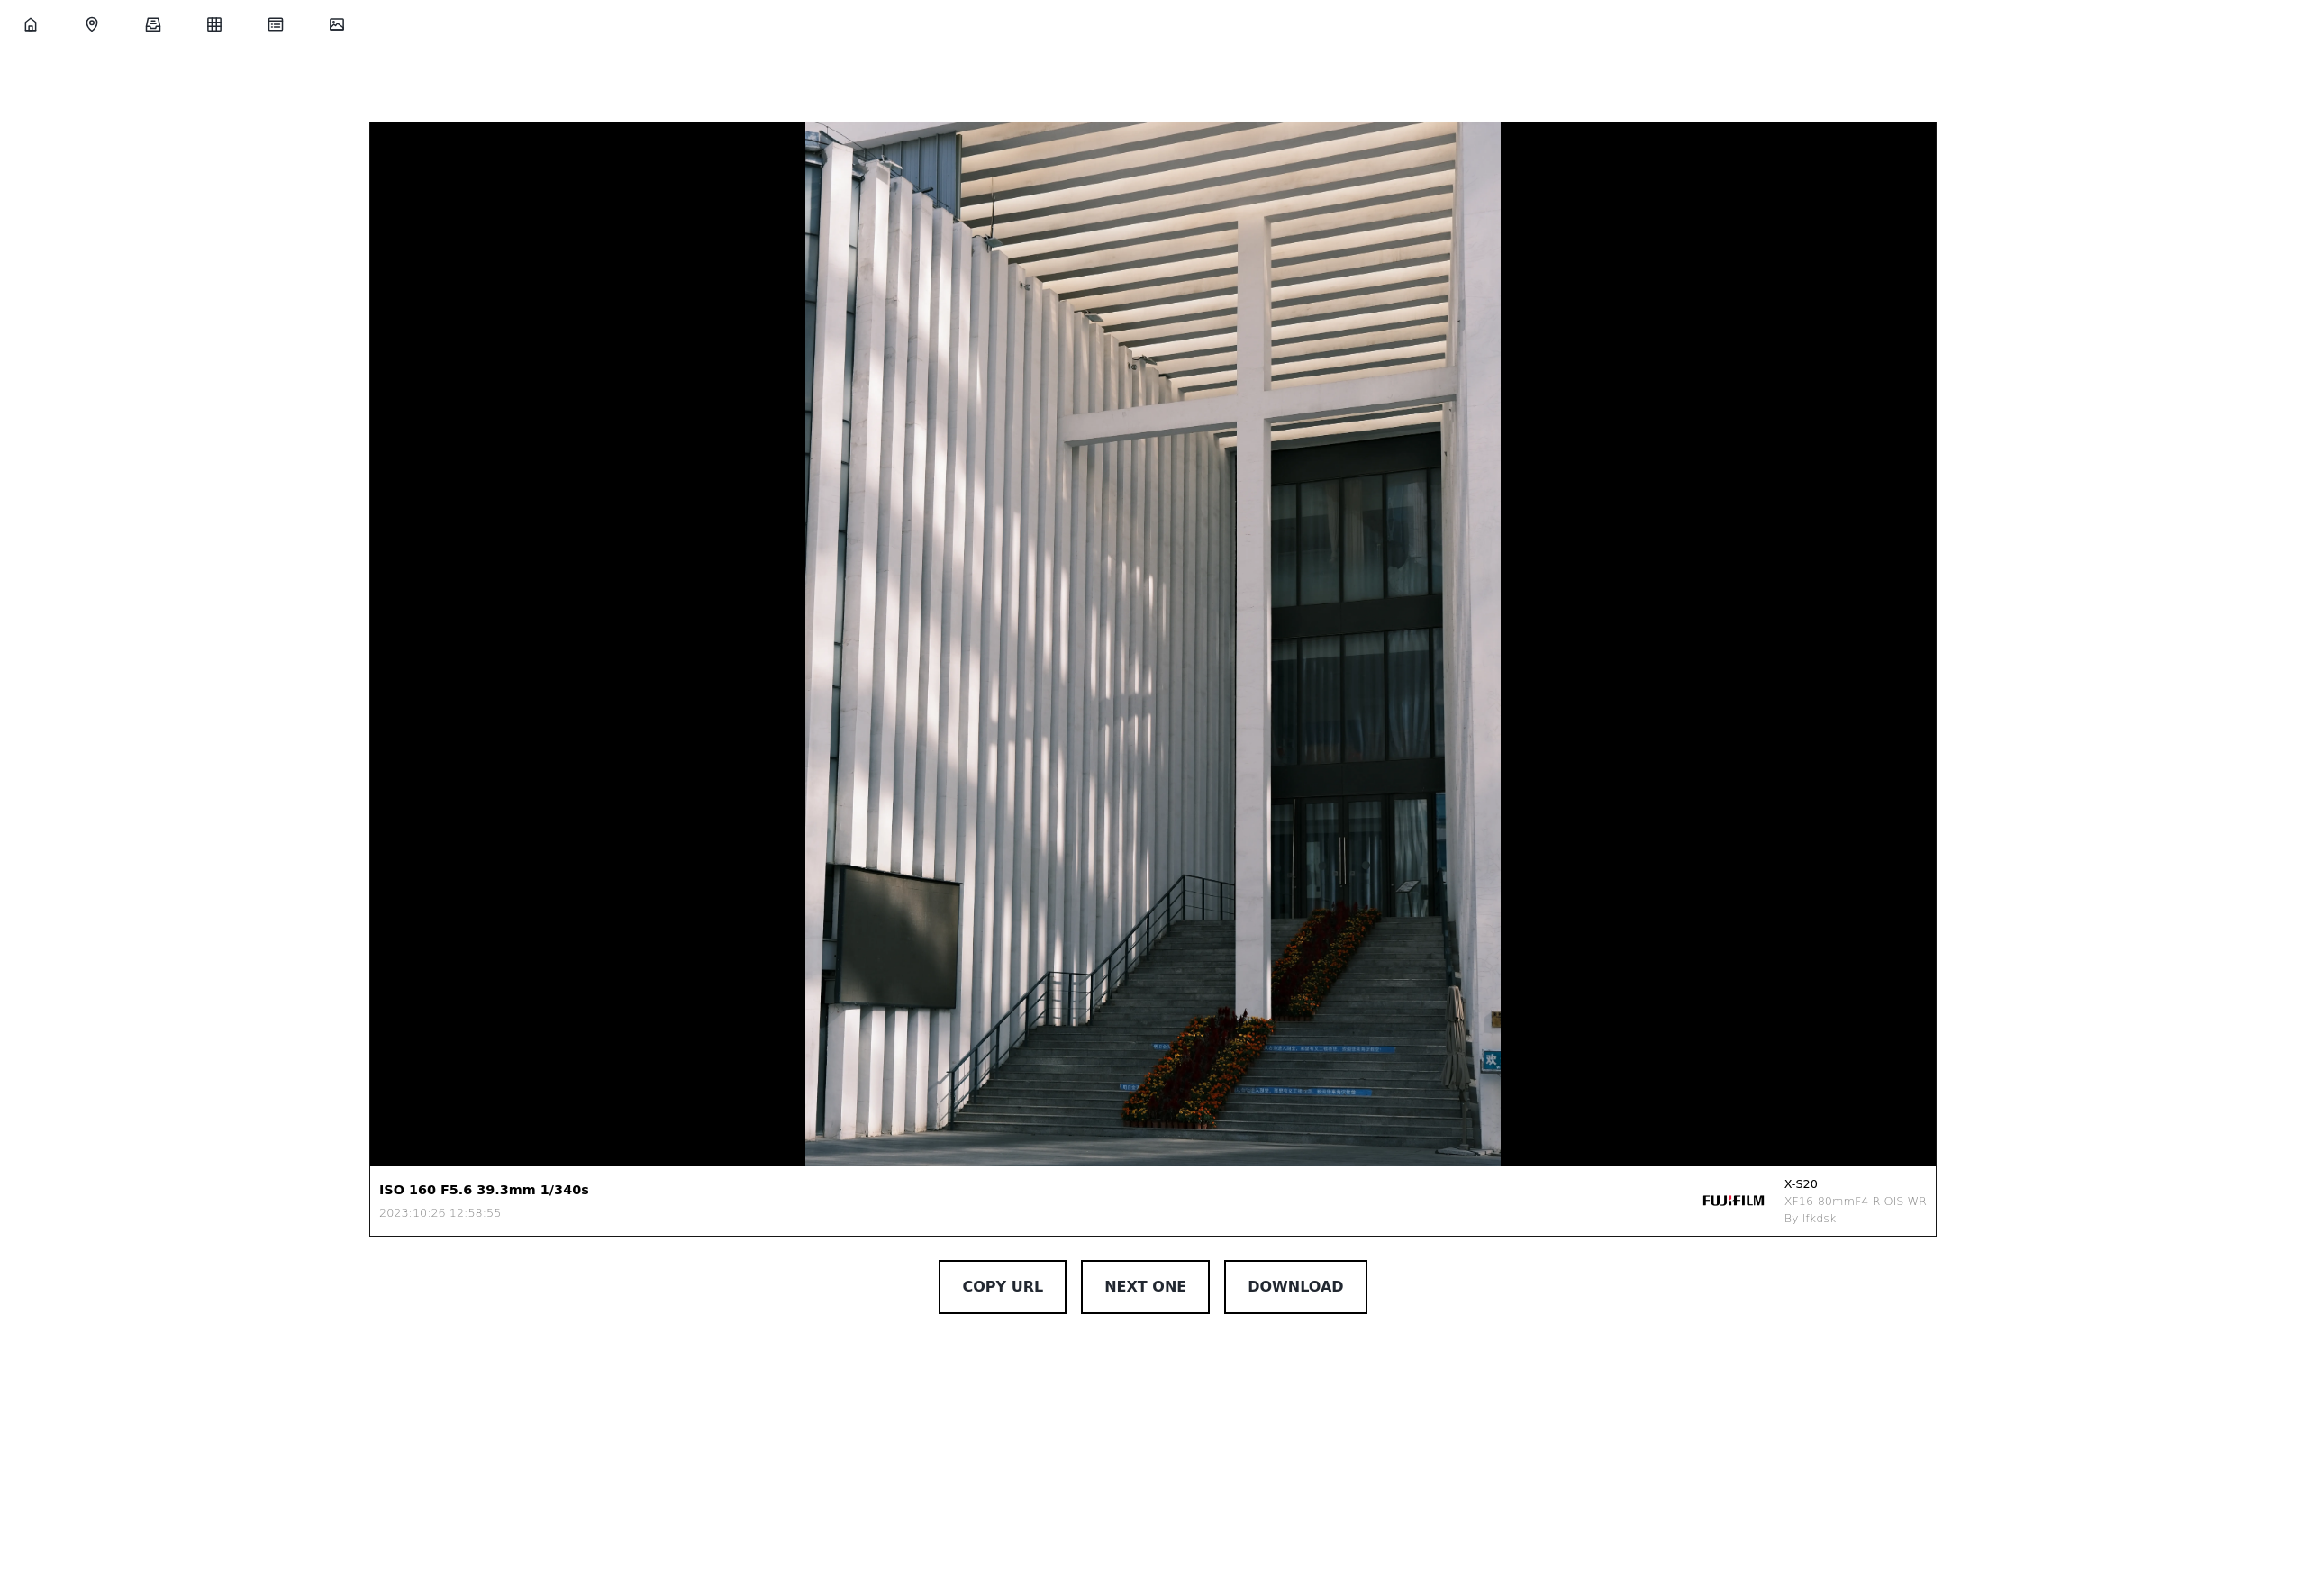 ISO 160 F5.6 39.3mm 1/340s
2023:10:26 12:58:55
FUJIFILM
X-S20
XF16-80mmF4 R OIS WR
By lfkdsk
欢
COPY URL
NEXT ONE
DOWNLOAD